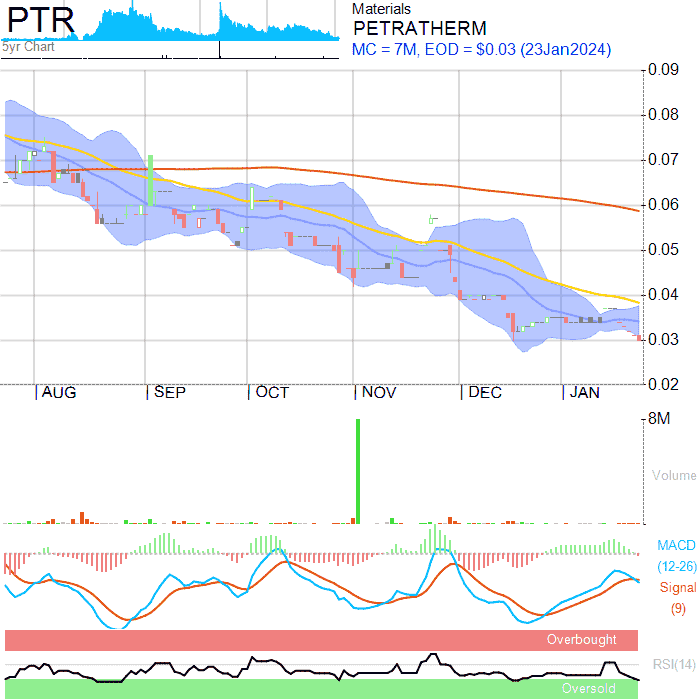 PTR
5yr Chart
Materials
PETRATHERM
MC = 7M, EOD = $0.03 (23Jan2024)
0.09
0.08
0.07
0.06
0.05
0.04
0.03
0.02
AUG
SEP
OCT
NOV
DEC
JAN
8M
Volume
MACD
(12-26)
Signal
(9)
Overbought
RSI(14)
Oversold